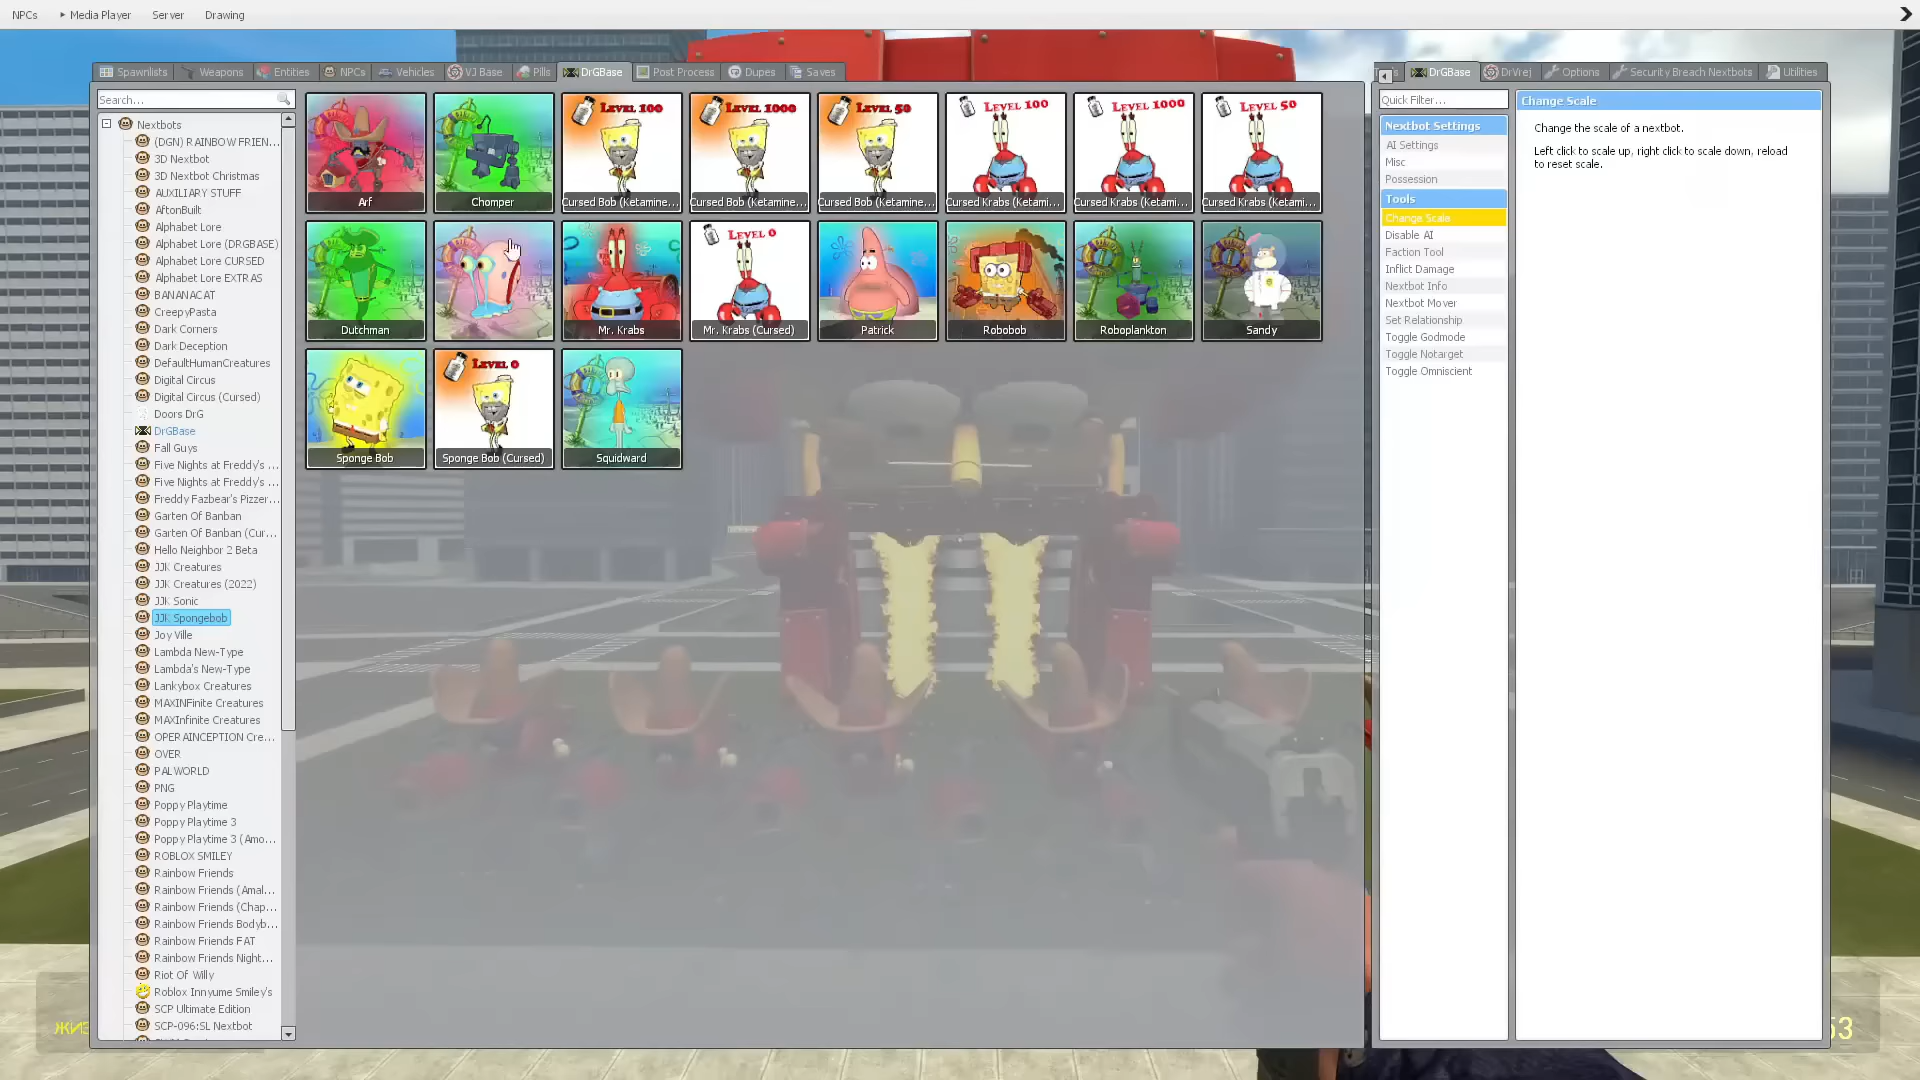 NPCs
Media Player
Server
Drawing
Spawnlists
Weapons
Entities
NPCs
Vehicles
VJ Base
Pills
DrGBase
Post Process
Dupes
Saves
DrGBase
DrVrej
Options
Security Breach Nextbots
Utilities
Search...
Nextbots
(DGN) RAINBOW FRIEN...
3D Nextbot
3D Nextbot Christmas
AUXILIARY STUFF
AftonBuilt
Alphabet Lore
Alphabet Lore (DRGBASE)
Alphabet Lore CURSED
Alphabet Lore EXTRAS
BANANACAT
CreepyPasta
Dark Corners
Dark Deception
DefaultHumanCreatures
Digital Circus
Digital Circus (Cursed)
Doors DrG
DrGBase
Fall Guys
Five Nights at Freddy's ...
Five Nights at Freddy's ...
Freddy Fazbear's Pizzer...
Garten Of Banban
Garten Of Banban (Cur...
Hello Neighbor 2 Beta
JJK Creatures
JJK Creatures (2022)
JJK Sonic
JJK Spongebob
Joy Ville
Lambda New-Type
Lambda's New-Type
Lankybox Creatures
MAXINFinite Creatures
MAXInfinite Creatures
OPERAINCEPTION Cre...
OVER
PALWORLD
PNG
Poppy Playtime
Poppy Playtime 3
Poppy Playtime 3 (Amo...
ROBLOX SMILEY
Rainbow Friends
Rainbow Friends (Amal...
Rainbow Friends (Chap...
Rainbow Friends Bodyb...
Rainbow Friends FAT
Rainbow Friends Night...
Riot Of Willy
Roblox Innyume Smiley's
SCP Ultimate Edition
SCP-096:SL Nextbot
Arf
Chomper
LEVEL 100
Cursed Bob (Ketamine...
LEVEL 1000
Cursed Bob (Ketamine...
LEVEL 50
Cursed Bob (Ketamine...
LEVEL 100
Cursed Krabs (Ketami...
LEVEL 1000
Cursed Krabs (Ketami...
LEVEL 50
Cursed Krabs (Ketami...
Dutchman
Mr. Krabs
LEVEL 0
Mr. Krabs (Cursed)
Patrick
Robobob
Roboplankton
Sandy
Sponge Bob
LEVEL 0
Sponge Bob (Cursed)
Squidward
Quick Filter...
Nextbot Settings
AI Settings
Misc
Possession
Tools
Change Scale
Disable AI
Faction Tool
Inflict Damage
Nextbot Info
Nextbot Mover
Set Relationship
Toggle Godmode
Toggle Notarget
Toggle Omniscient
Change Scale
Change the scale of a nextbot.
Left click to scale up, right click to scale down, reload
to reset scale.
53